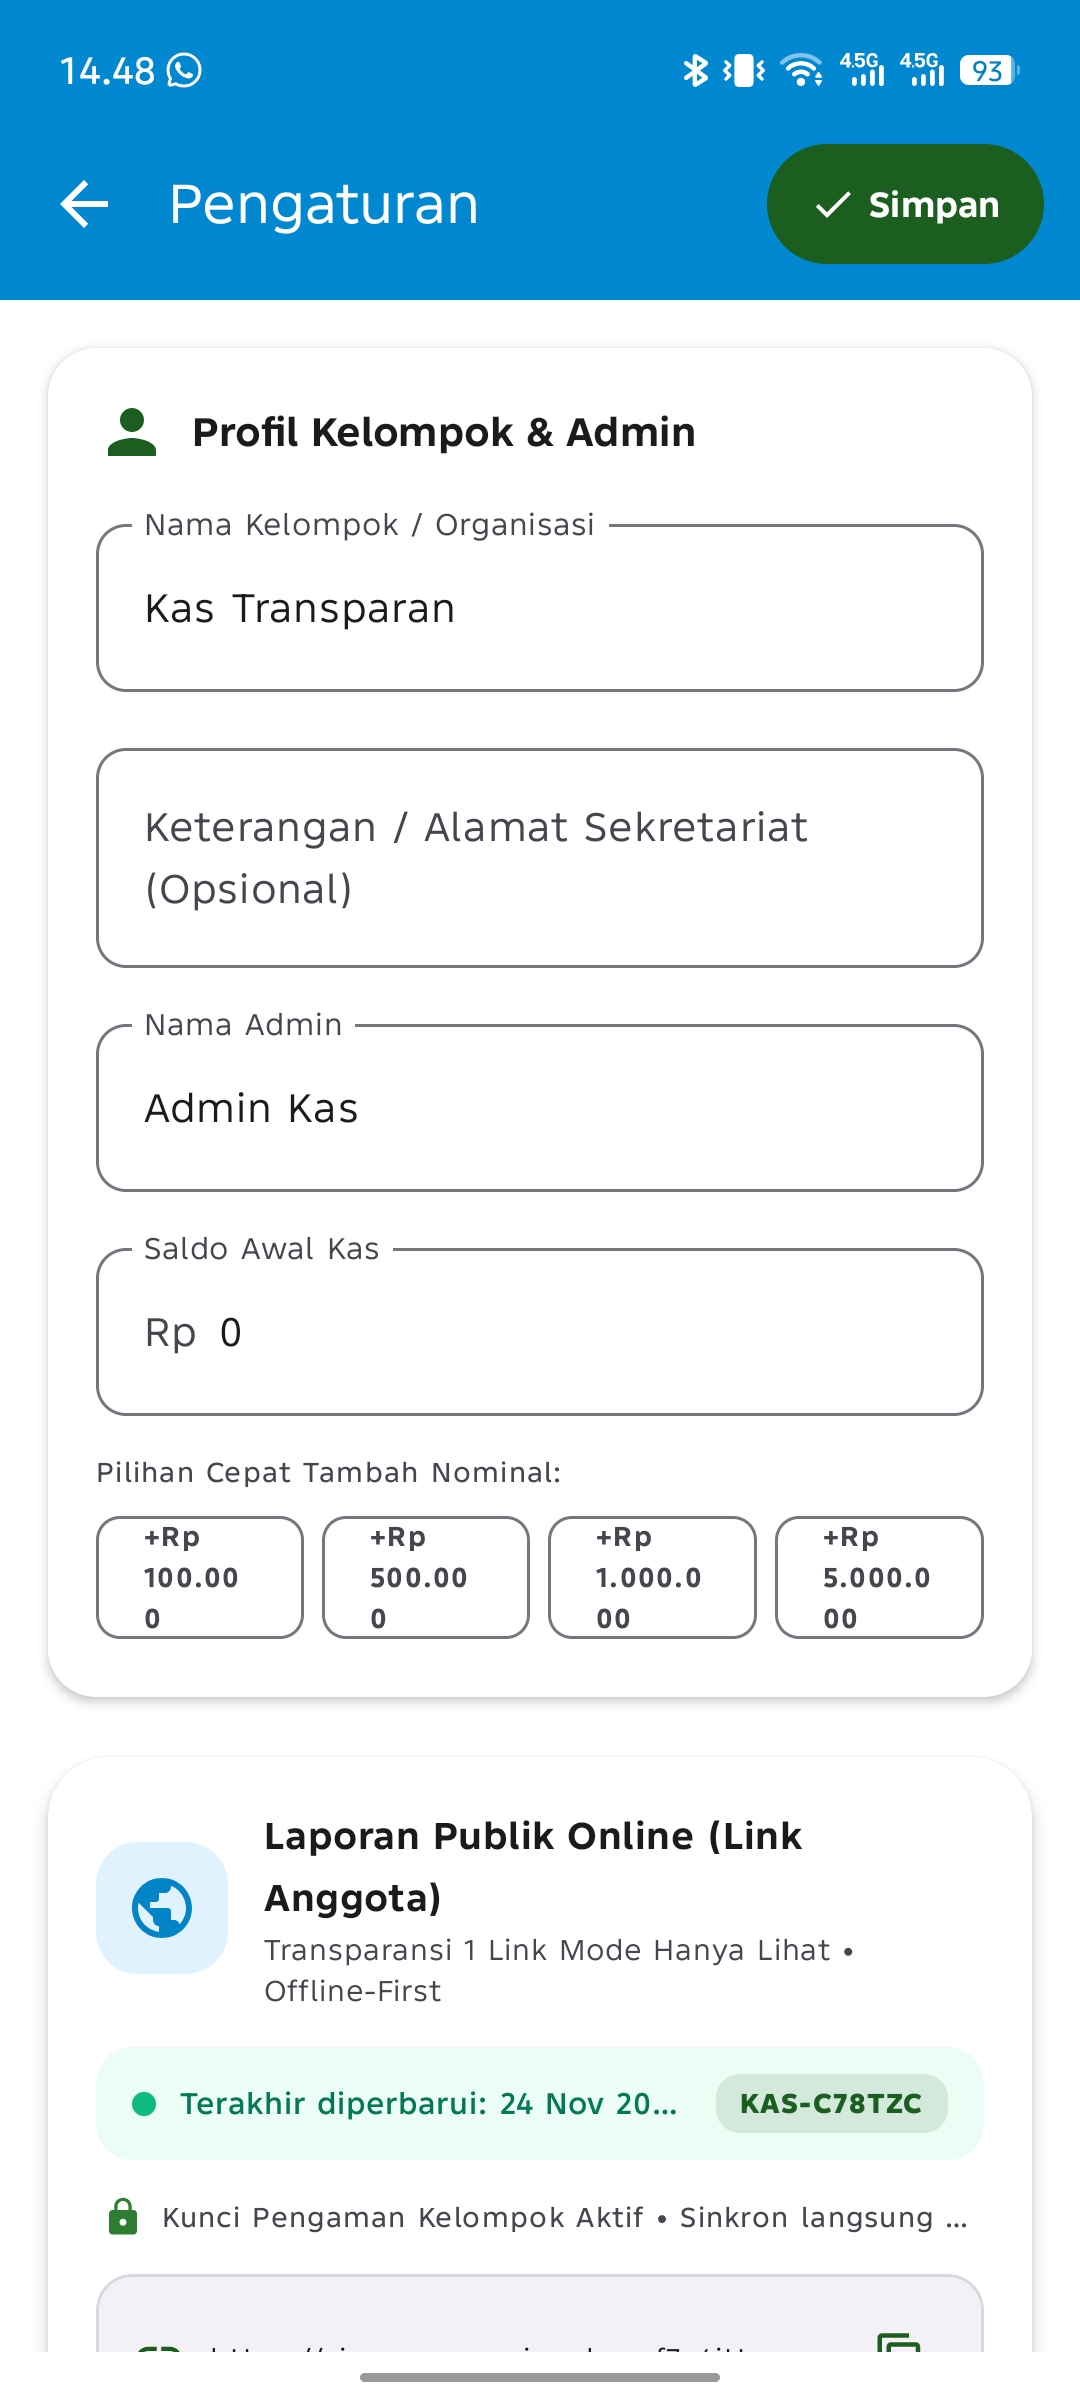 14.48
4.5G 4.5G 93
Pengaturan
Simpan
Profil Kelompok & Admin
Nama Kelompok / Organisasi
Kas Transparan
Keterangan / Alamat Sekretariat
(Opsional)
Nama Admin
Admin Kas
Saldo Awal Kas
Rp 0
Pilihan Cepat Tambah Nominal:
+Rp
100.00
0
+Rp
500.00
0
+Rp
1.000.0
00
+Rp
5.000.0
00
Laporan Publik Online (Link
Anggota)
Transparansi 1 Link Mode Hanya Lihat •
Offline-First
Terakhir diperbarui: 24 Nov 20...
KAS-C78TZC
Kunci Pengaman Kelompok Aktif • Sinkron langsung ...